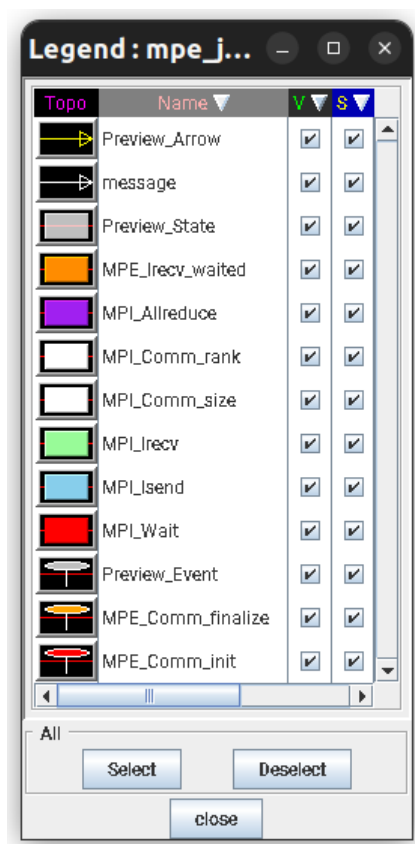 Legend : mpe_j...
Topo Name V S
Preview_Arrow
message
Preview_State
MPE_Irecv_waited
MPI_Allreduce
MPI_Comm_rank
MPI_Comm_size
MPI_Irecv
MPI_Isend
MPI_Wait
Preview_Event
MPE_Comm_finalize
MPE_Comm_init
All
Select Deselect
close